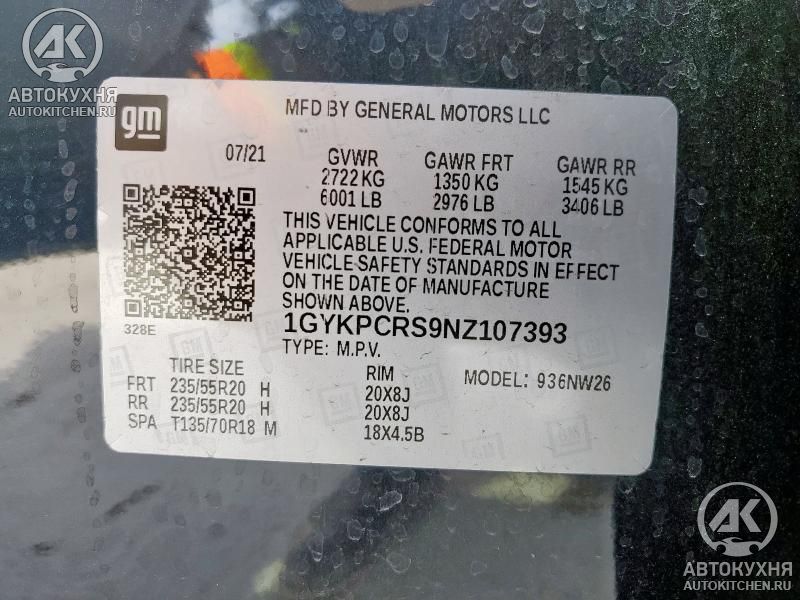 AK
АВТОКУХНЯ
AUTOKITCHEN.RU
gm
MFD BY GENERAL MOTORS LLC
07/21 GVWR GAWR FRT GAWR RR
2722 KG 1350 KG 1545 KG
6001 LB 2976 LB 3406 LB
THIS VEHICLE CONFORMS TO ALL
APPLICABLE U.S. FEDERAL MOTOR
VEHICLE SAFETY STANDARDS IN EFFECT
ON THE DATE OF MANUFACTURE
SHOWN ABOVE.
328E
1GYKPCRS9NZ107393
TYPE: M.P.V.
TIRE SIZE RIM MODEL: 936NW26
FRT 235/55R20 H 20X8J
RR 235/55R20 H 20X8J
SPA T135/70R18 M 18X4.5B
AK
АВТОКУХНЯ
AUTOKITCHEN.RU